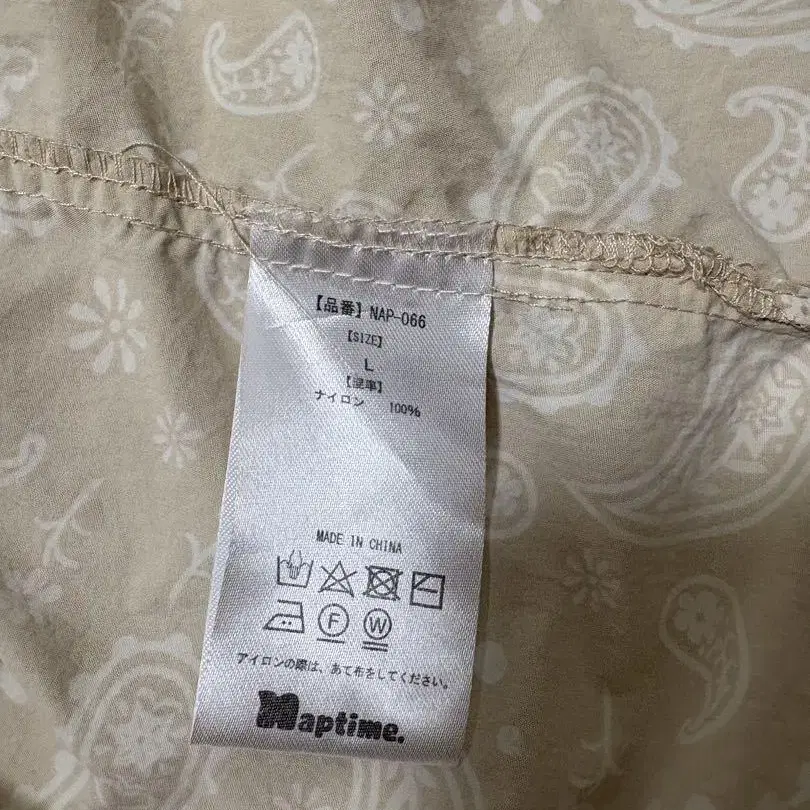 【品番】NAP-066
【SIZE】
L
【混率】
ナイロン 100%
MADE IN CHINA
F W
アイロンの際は、あて布をしてください。
Naptime.